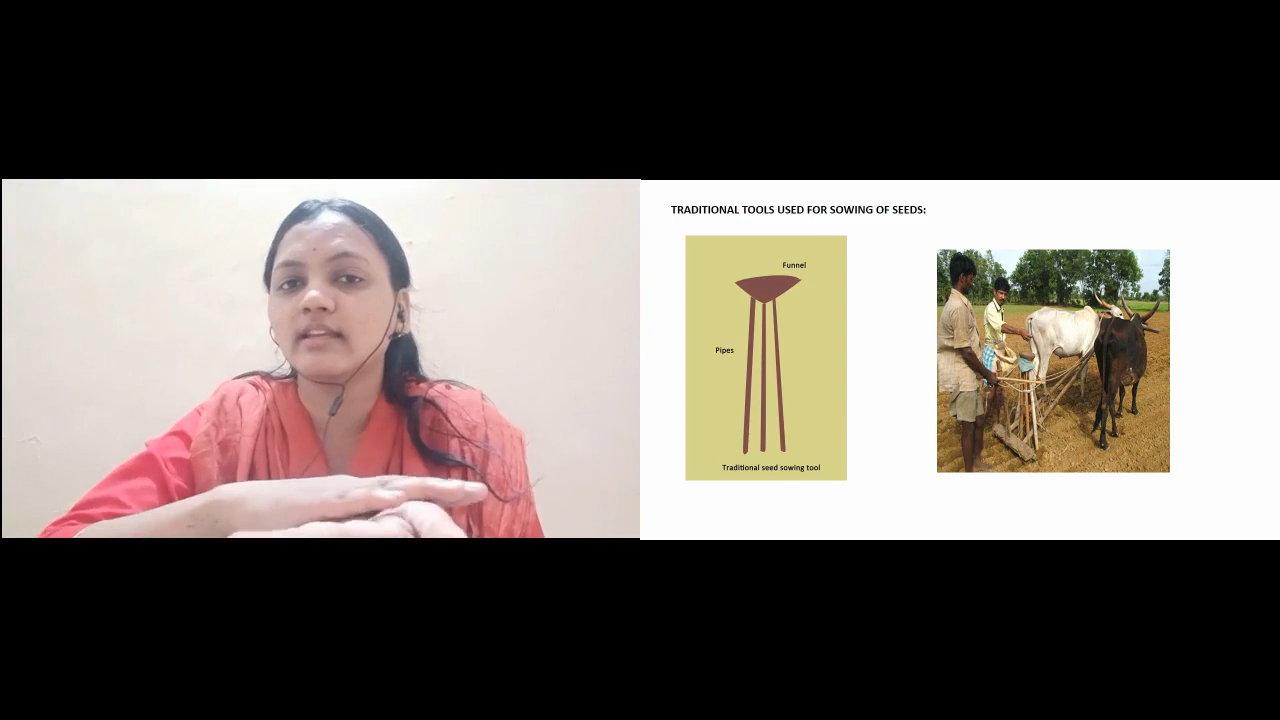 TRADITIONAL TOOLS USED FOR SOWING OF SEEDS:
Funnel
Pipes
Traditional seed sowing tool